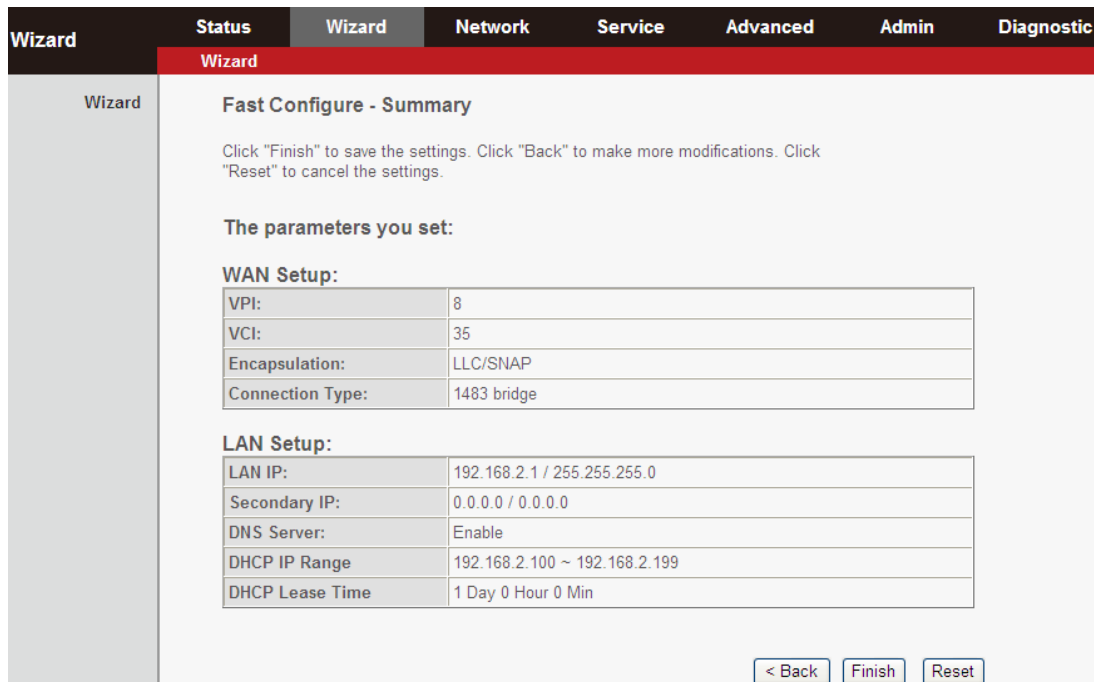 Wizard
Status Wizard Network Service Advanced Admin Diagnostic
Wizard
Wizard
Fast Configure - Summary
Click "Finish" to save the settings. Click "Back" to make more modifications. Click
"Reset" to cancel the settings.
The parameters you set:
WAN Setup:
VPI: 8
VCI: 35
Encapsulation: LLC/SNAP
Connection Type: 1483 bridge
LAN Setup:
LAN IP: 192.168.2.1 / 255.255.255.0
Secondary IP: 0.0.0.0 / 0.0.0.0
DNS Server: Enable
DHCP IP Range 192.168.2.100 ~ 192.168.2.199
DHCP Lease Time 1 Day 0 Hour 0 Min
< Back Finish Reset